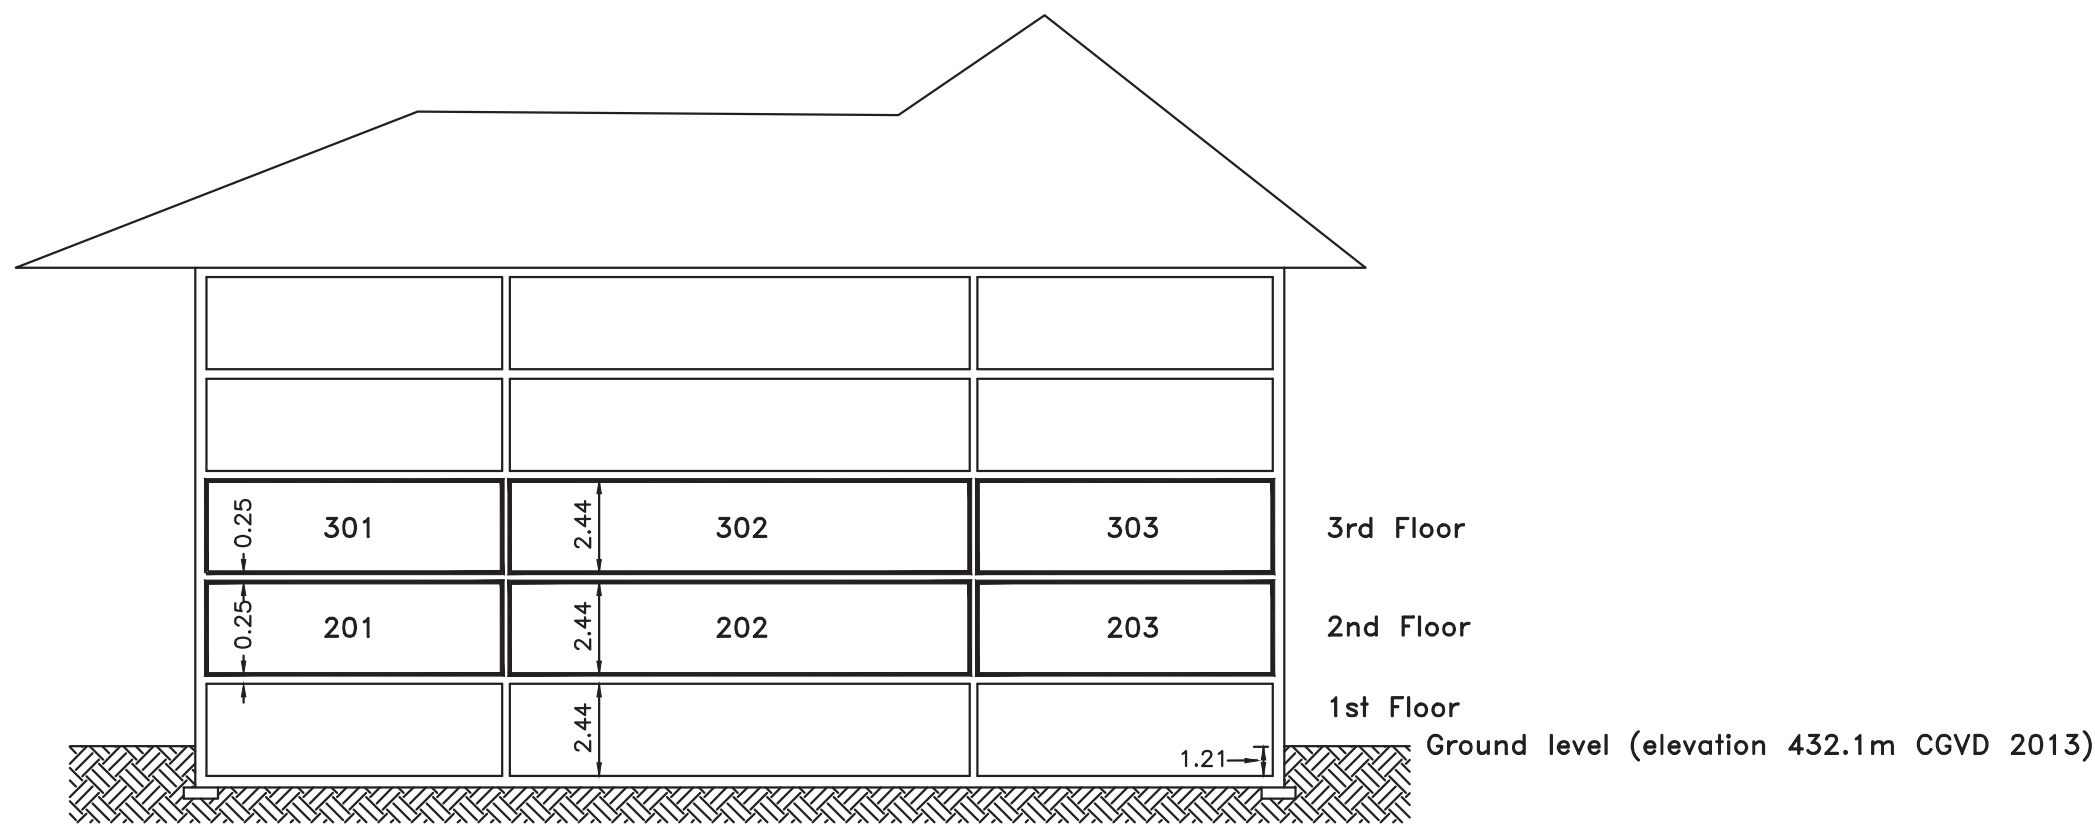 0.25 301 2.44 302 303 3rd Floor
0.25 201 2.44 202 203 2nd Floor
2.44 1st Floor
1.21 Ground level (elevation 432.1m CGVD 2013)